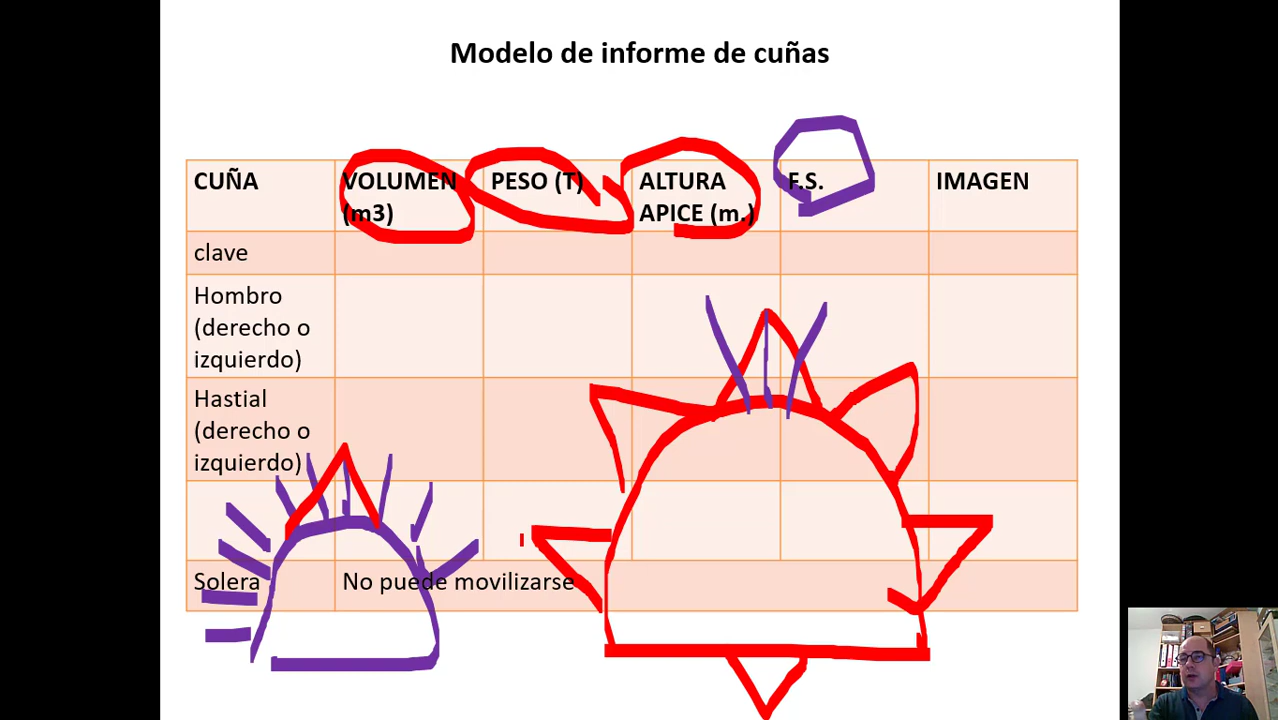 Modelo de informe de cuñas
CUÑA
VOLUMEN
(m3)
PESO (T)
ALTURA
APICE (m.)
F.S.
IMAGEN
clave
Hombro
(derecho o
izquierdo)
Hastial
(derecho o
izquierdo)
Solera
No puede movilizarse